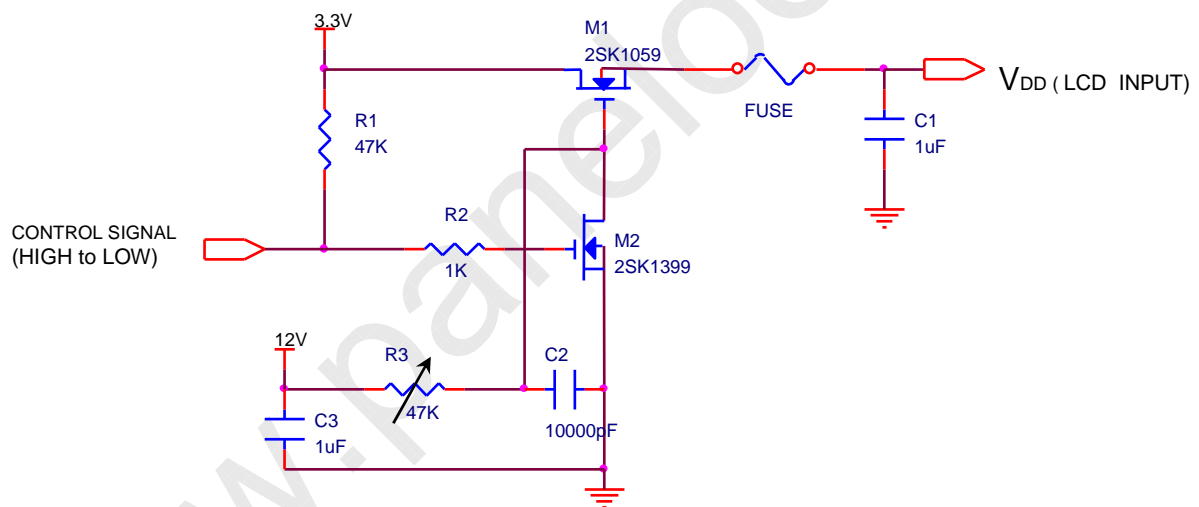 3.3V
M1
2SK1059
FUSE
VDD ( LCD INPUT)
R1
47K
C1
1uF
CONTROL SIGNAL
(HIGH to LOW)
R2
1K
M2
2SK1399
12V
R3
47K
C2
10000pF
C3
1uF
w.paneloo